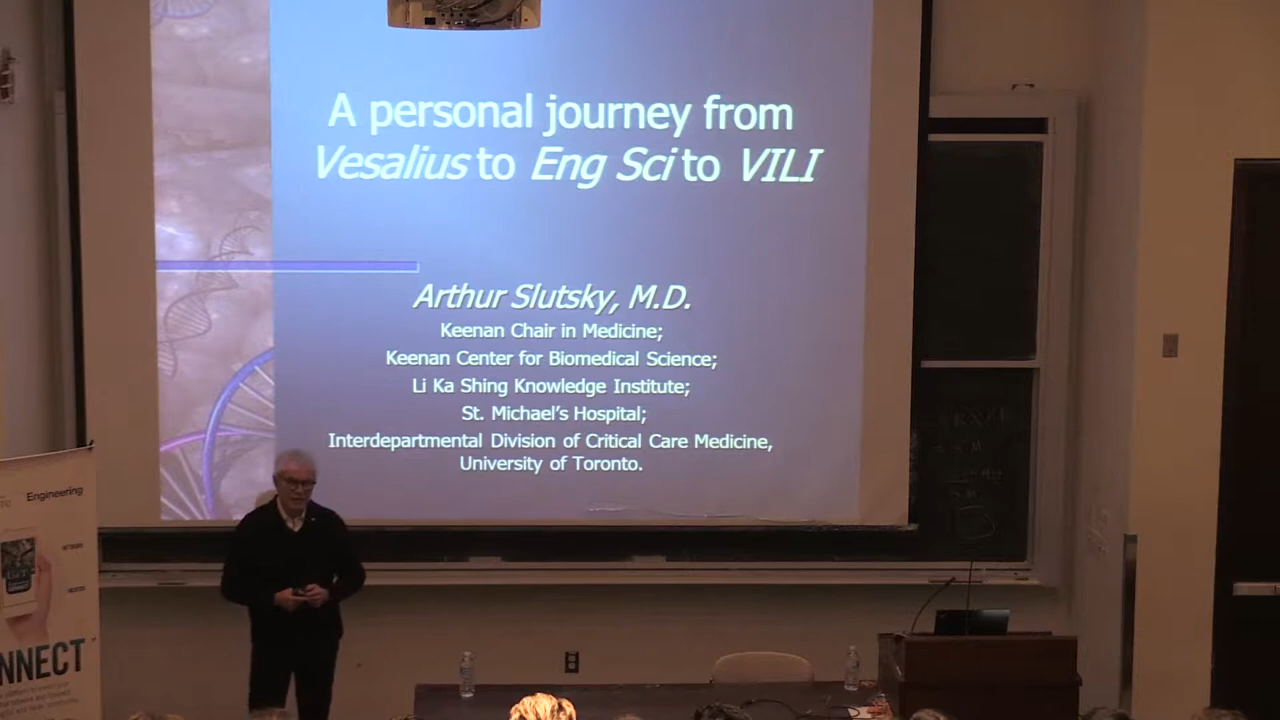 A personal journey from
Vesalius to Eng Sci to VILI
Arthur Slutsky, M.D.
Keenan Chair in Medicine;
Keenan Center for Biomedical Science;
Li Ka Shing Knowledge Institute;
St. Michael's Hospital;
Interdepartmental Division of Critical Care Medicine,
University of Toronto.
Engineering
NNECT